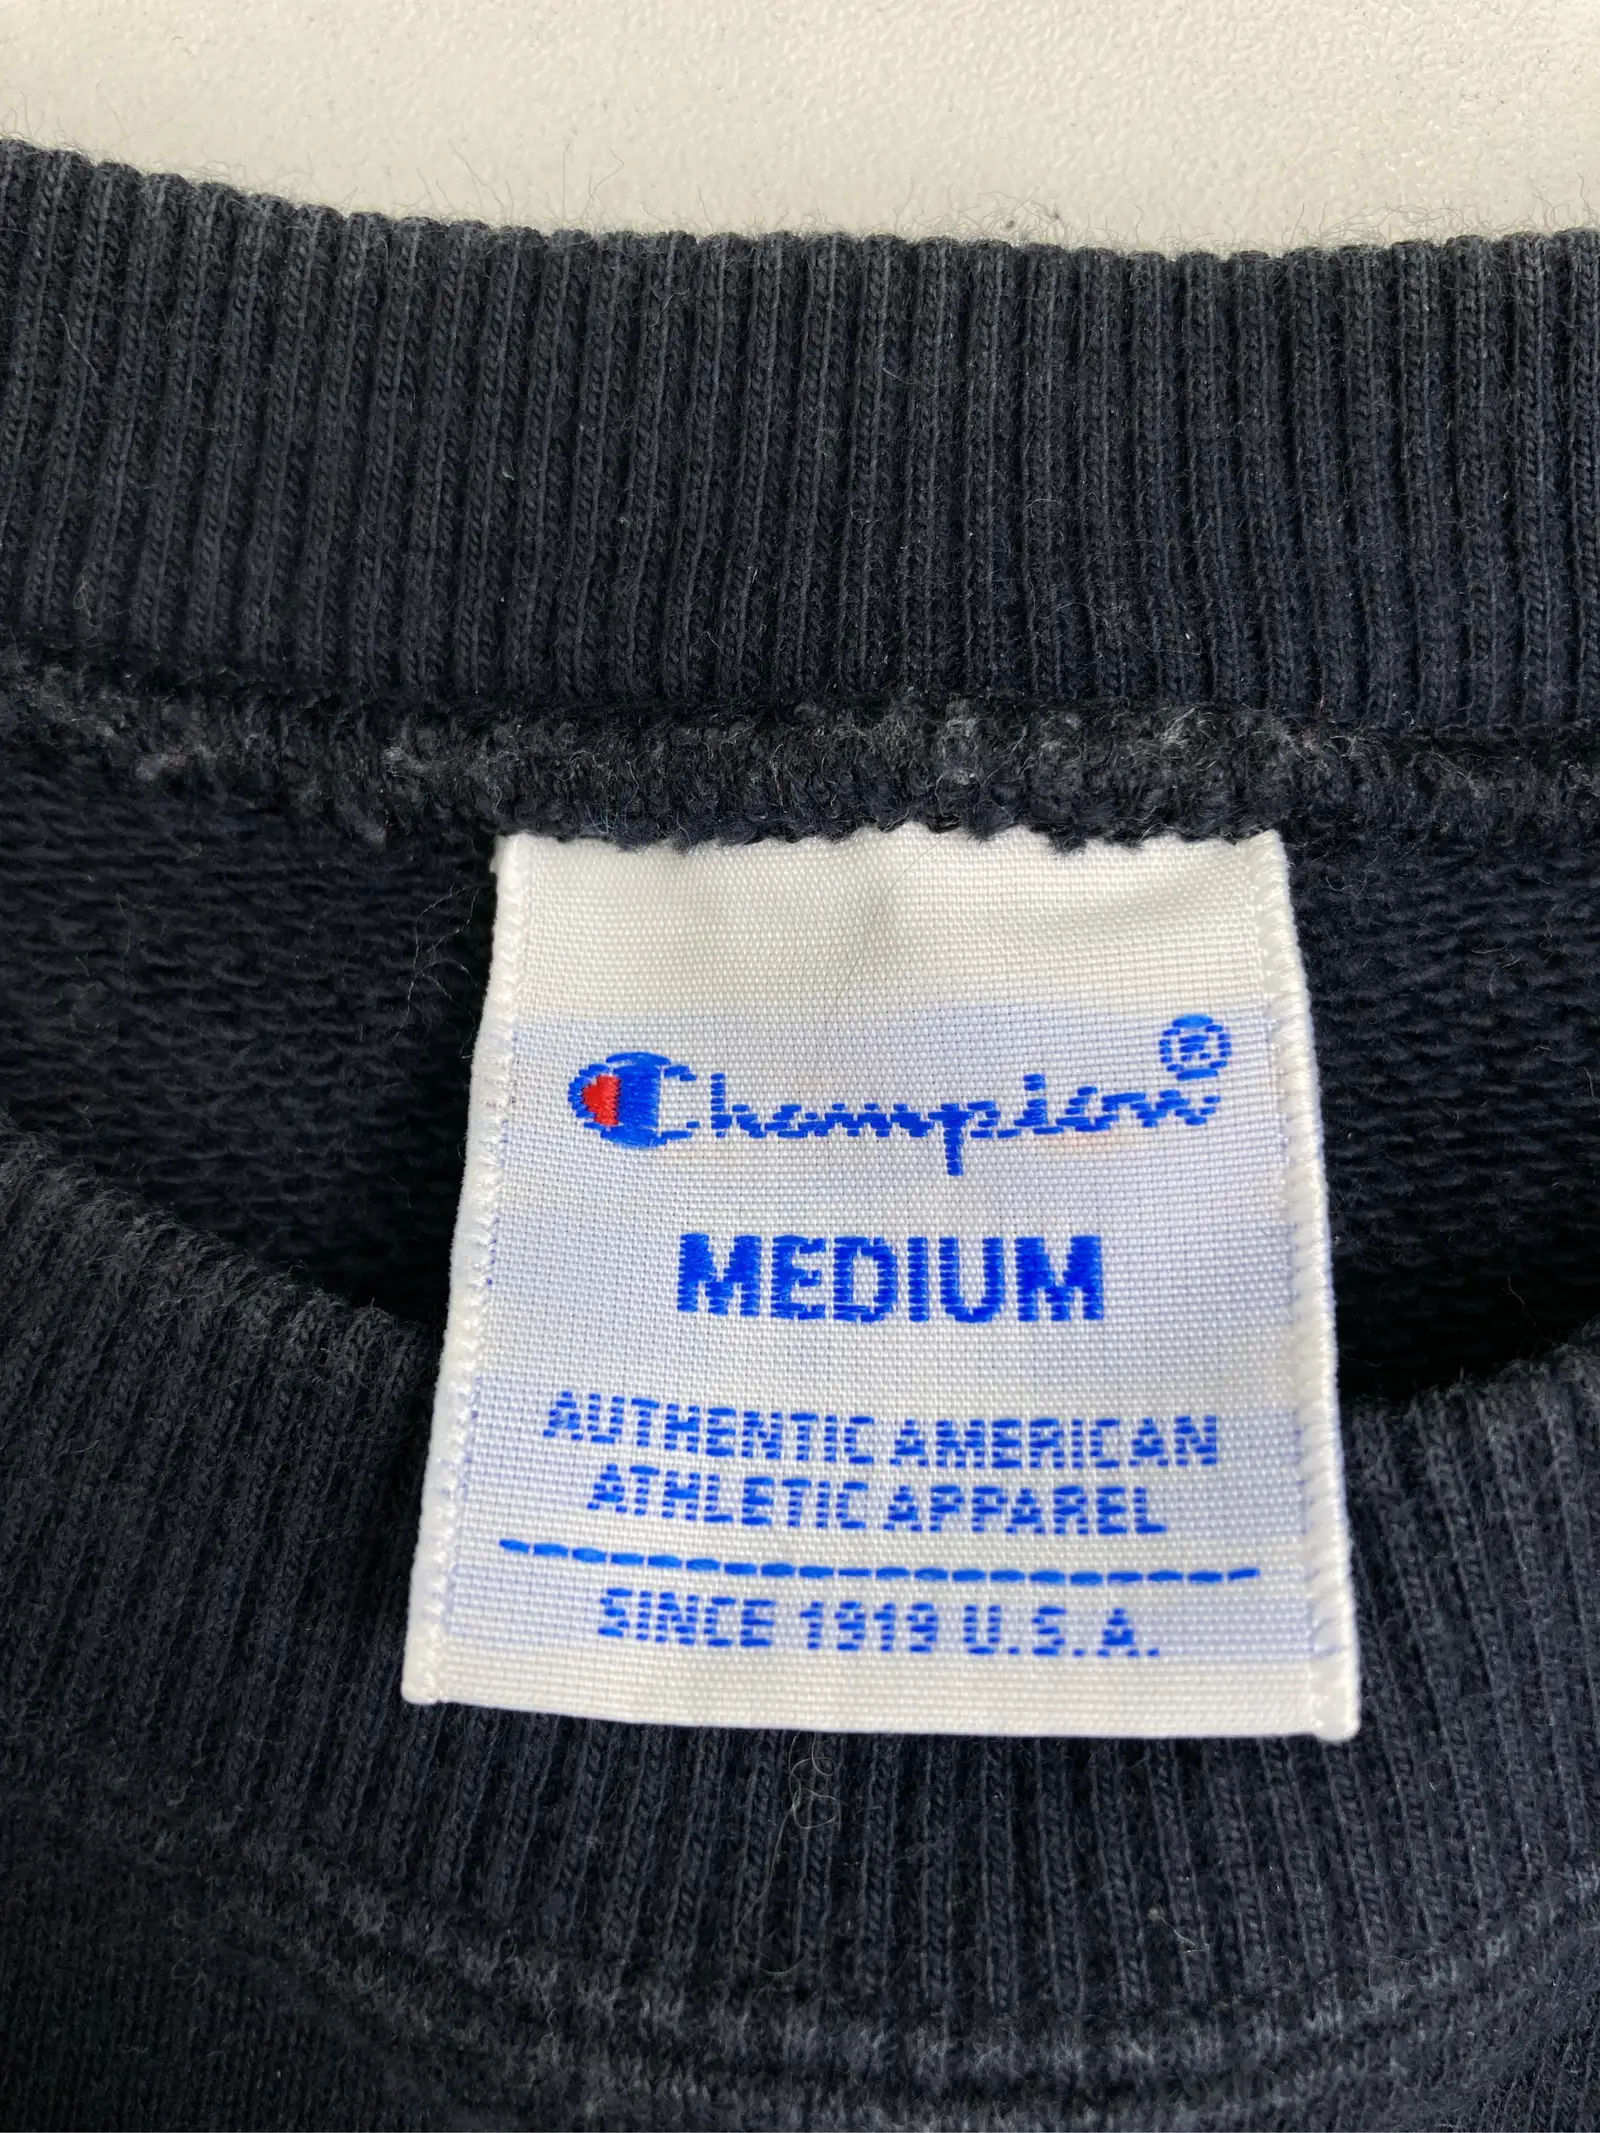 Champion®
MEDIUM
AUTHENTIC AMERICAN
ATHLETIC APPAREL
SINCE 1919 U.S.A.